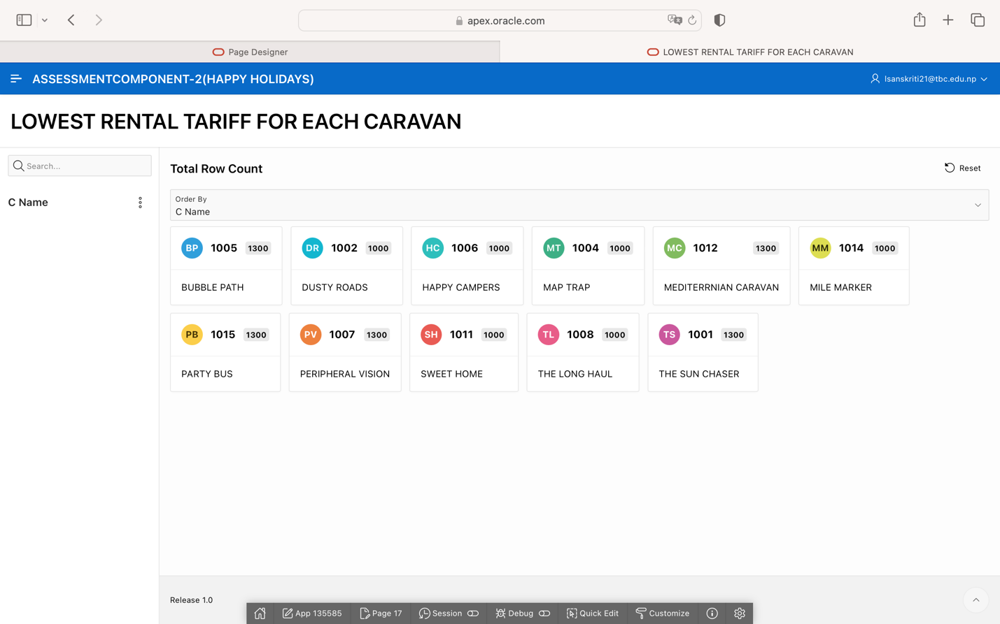 apex.oracle.com
Page Designer
LOWEST RENTAL TARIFF FOR EACH CARAVAN
ASSESSMENTCOMPONENT-2(HAPPY HOLIDAYS)
lsanskriti21@tbc.edu.np
LOWEST RENTAL TARIFF FOR EACH CARAVAN
Search...
C Name
Total Row Count
Reset
Order By
C Name
BP 1005 1300
BUBBLE PATH
DR 1002 1000
DUSTY ROADS
HC 1006 1000
HAPPY CAMPERS
MT 1004 1000
MAP TRAP
MC 1012 1300
MEDITERRNIAN CARAVAN
MM 1014 1000
MILE MARKER
PB 1015 1300
PARTY BUS
PV 1007 1300
PERIPHERAL VISION
SH 1011 1000
SWEET HOME
TL 1008 1000
THE LONG HAUL
TS 1001 1300
THE SUN CHASER
Release 1.0
App 135585 Page 17 Session Debug Quick Edit Customize